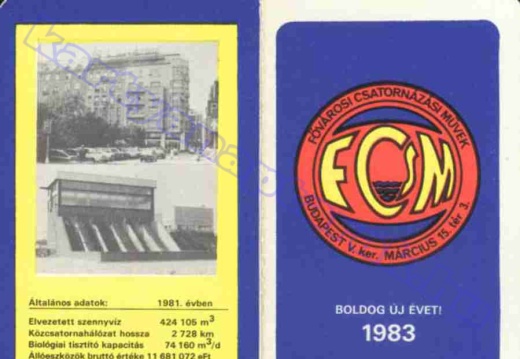 Általános adatok: 1981. évben
Elvezetett szennyvíz 424 105 m³
Közcsatornahálózat hossza 2 728 km
Biológiai tisztító kapacitás 74 160 m³/d
Állóeszközök bruttó értéke 11 681 072 eFt
FŐVÁROSI CSATORNÁZÁSI MŰVEK
FCSM
BUDAPEST V. ker. MÁRCIUS 15. tér 3.
BOLDOG ÚJ ÉVET!
1983